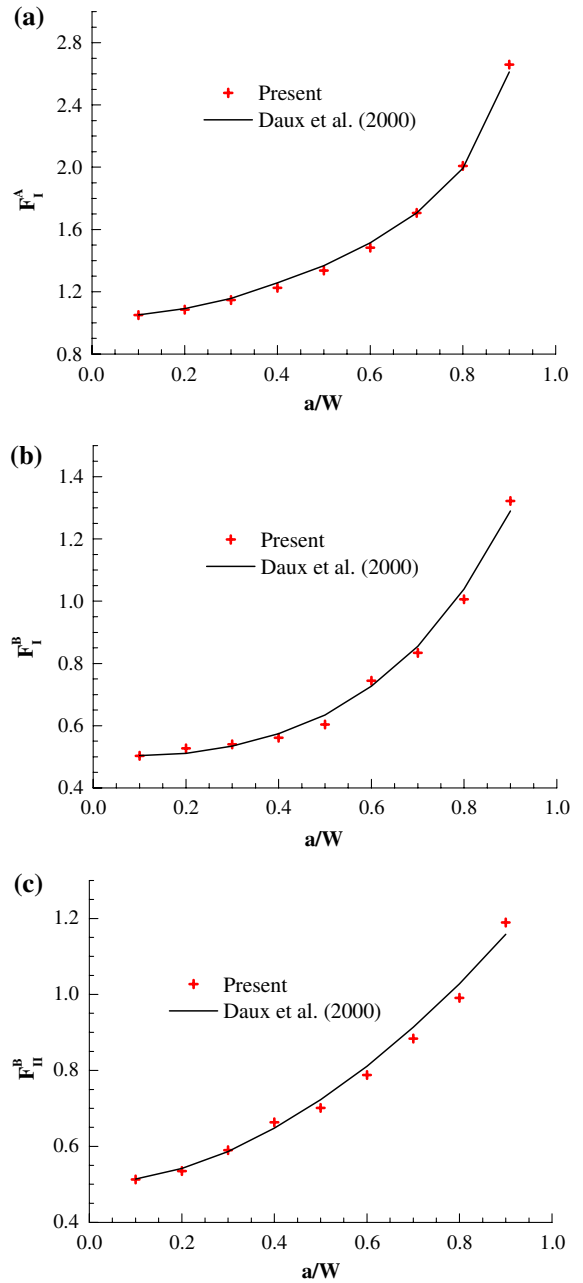 (a)
2.8
2.4
2.0
1.6
1.2
0.8
F_I^A
Present
Daux et al. (2000)
0.0 0.2 0.4 0.6 0.8 1.0
a/W
(b)
1.4
1.2
1.0
0.8
0.6
0.4
F_I^B
Present
Daux et al. (2000)
0.0 0.2 0.4 0.6 0.8 1.0
a/W
(c)
1.2
1.0
0.8
0.6
0.4
F_II^B
Present
Daux et al. (2000)
0.0 0.2 0.4 0.6 0.8 1.0
a/W